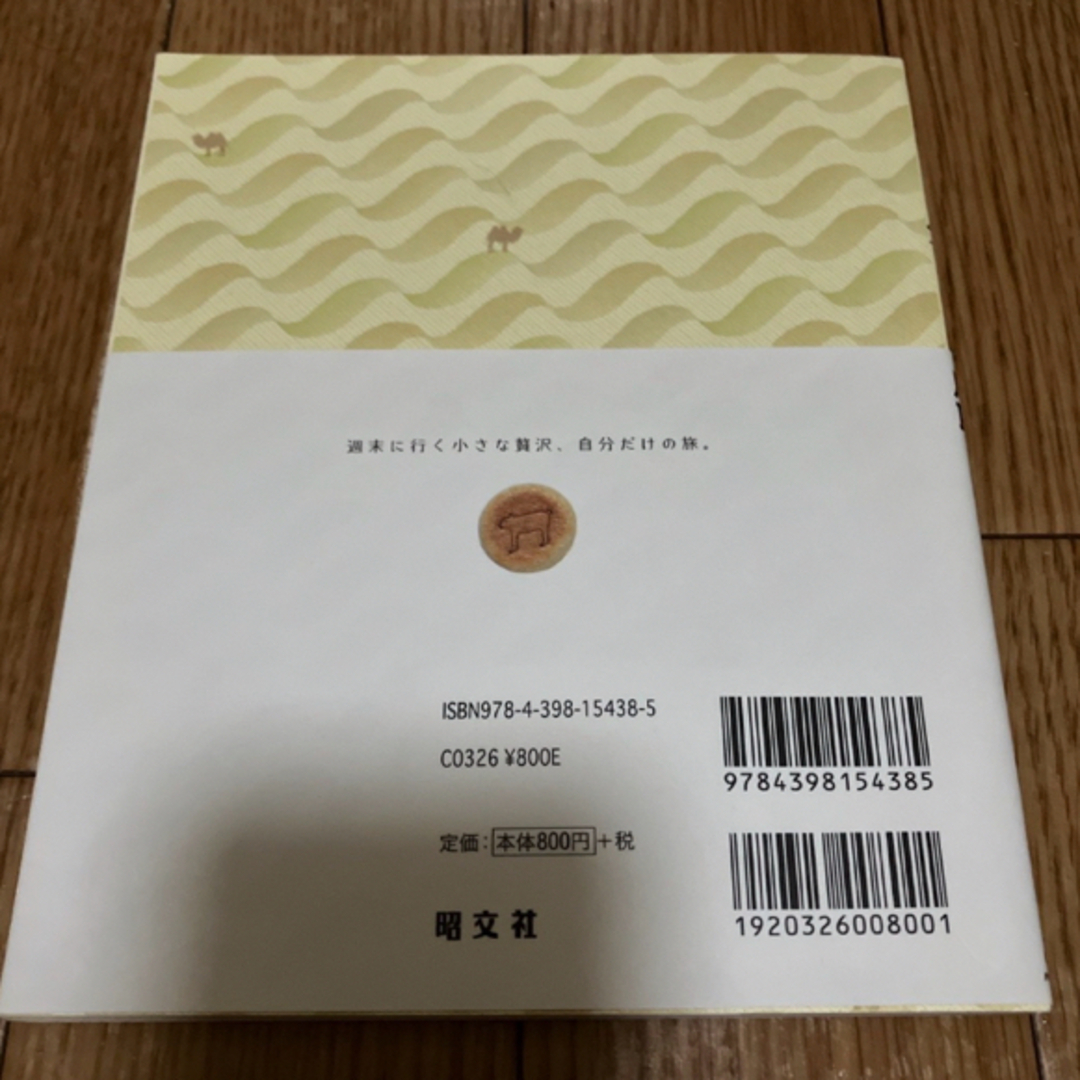 週末に行く小さな贅沢、自分だけの旅。
ISBN978-4-398-15438-5
C0326 ¥800E
9784398154385
定価：本体800円＋税
1920326008001
昭文社